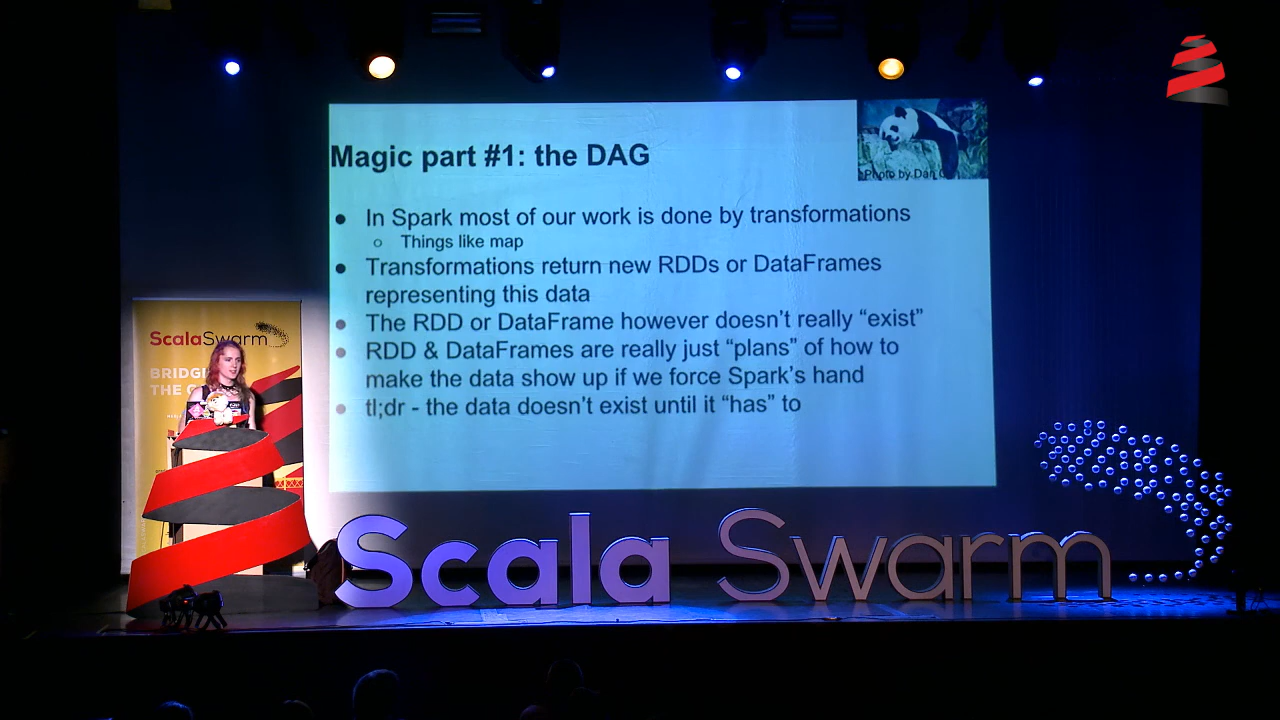 Magic part #1: the DAG
Photo by Dan
● In Spark most of our work is done by transformations
○ Things like map
● Transformations return new RDDs or DataFrames
representing this data
● The RDD or DataFrame however doesn't really “exist”
● RDD & DataFrames are really just “plans” of how to
make the data show up if we force Spark's hand
● tl;dr - the data doesn't exist until it “has” to
ScalaSwarm
THE
Scala Swarm